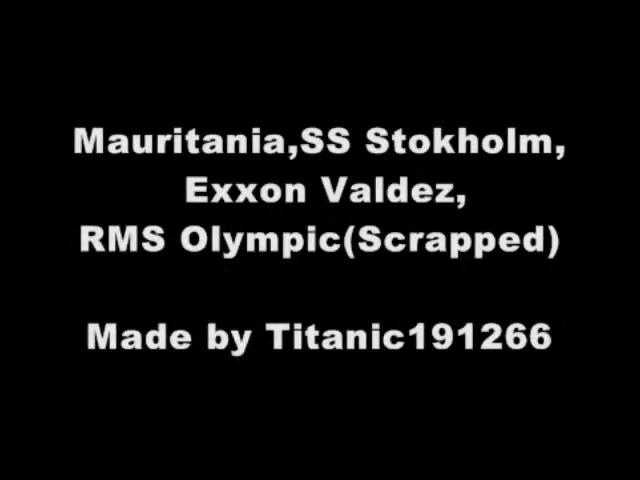 Mauritania,SS Stokholm,
Exxon Valdez,
RMS Olympic(Scrapped)
Made by Titanic191266